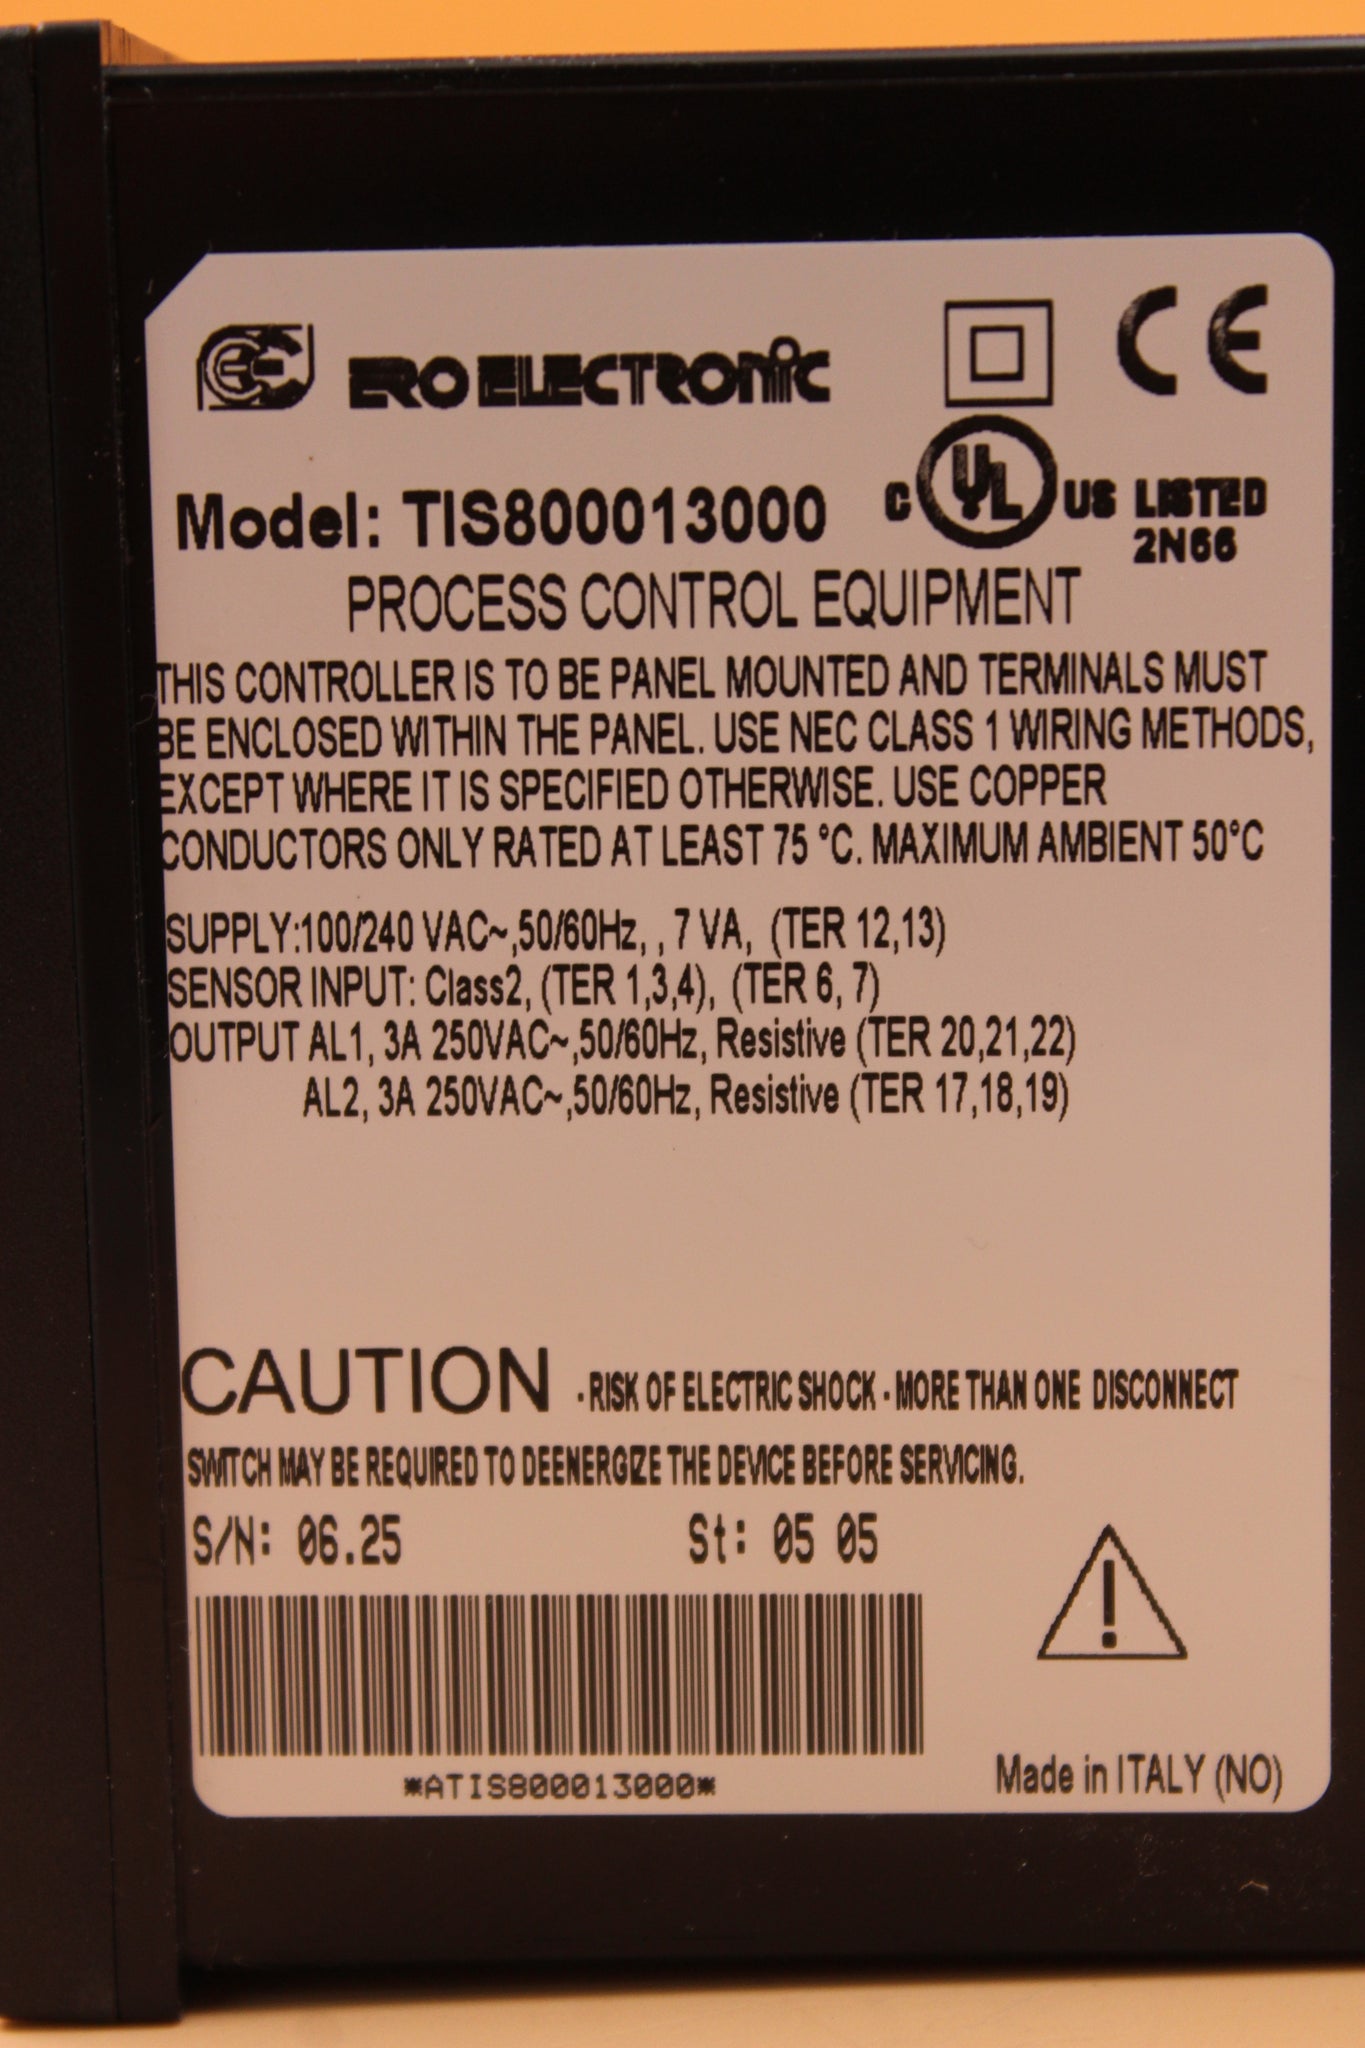 ERO ELECTRONIC
CE
Model: TIS800013000
C UL US LISTED
2N66
PROCESS CONTROL EQUIPMENT
THIS CONTROLLER IS TO BE PANEL MOUNTED AND TERMINALS MUST
BE ENCLOSED WITHIN THE PANEL. USE NEC CLASS 1 WIRING METHODS,
EXCEPT WHERE IT IS SPECIFIED OTHERWISE. USE COPPER
CONDUCTORS ONLY RATED AT LEAST 75 °C. MAXIMUM AMBIENT 50°C
SUPPLY:100/240 VAC~,50/60Hz, , 7 VA, (TER 12,13)
SENSOR INPUT: Class2, (TER 1,3,4), (TER 6, 7)
OUTPUT AL1, 3A 250VAC~,50/60Hz, Resistive (TER 20,21,22)
AL2, 3A 250VAC~,50/60Hz, Resistive (TER 17,18,19)
CAUTION - RISK OF ELECTRIC SHOCK - MORE THAN ONE DISCONNECT
SWITCH MAY BE REQUIRED TO DEENERGIZE THE DEVICE BEFORE SERVICING.
S/N: 06.25 St: 05 05
*ATIS800013000*
Made in ITALY (NO)